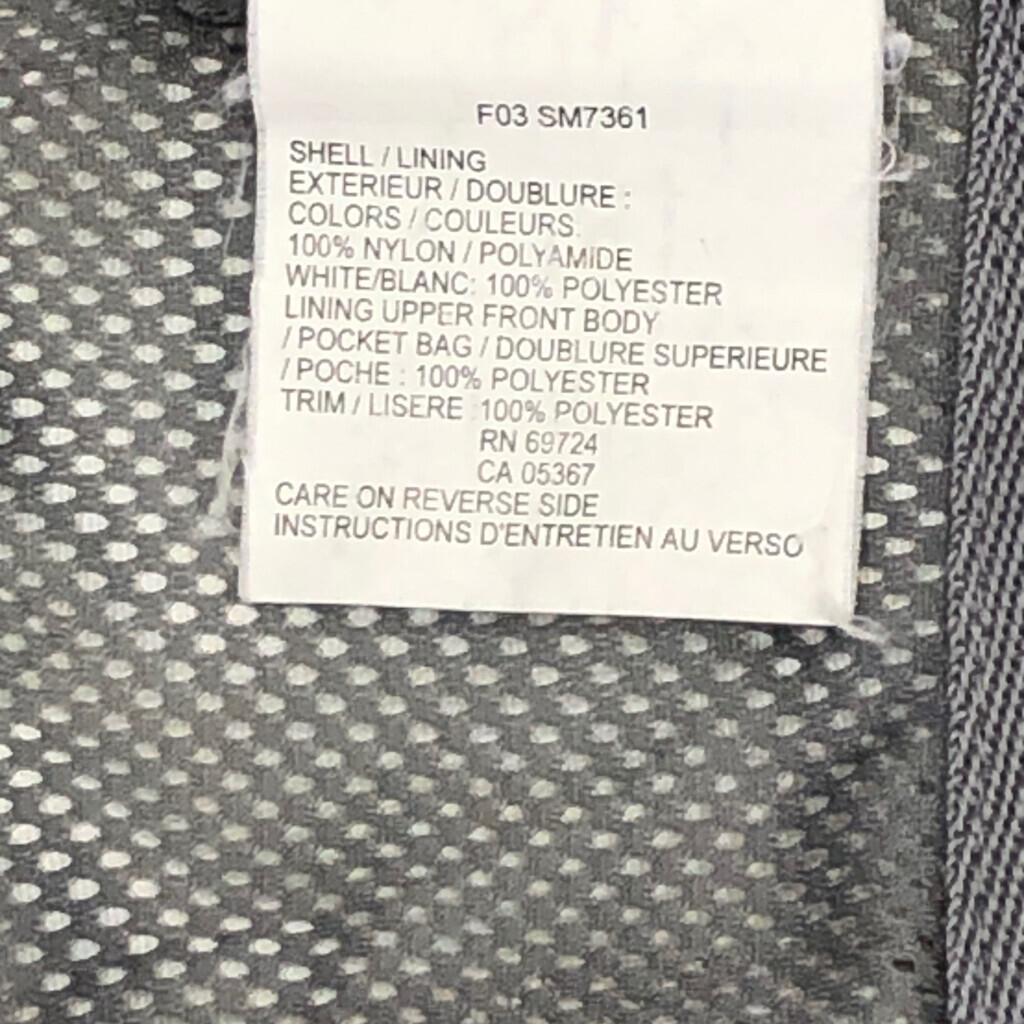 F03 SM7361
SHELL / LINING
EXTERIEUR / DOUBLURE :
COLORS / COULEURS:
100% NYLON / POLYAMIDE
WHITE/BLANC: 100% POLYESTER
LINING UPPER FRONT BODY
/ POCKET BAG / DOUBLURE SUPERIEURE
/ POCHE : 100% POLYESTER
TRIM / LISERE : 100% POLYESTER
RN 69724
CA 05367
CARE ON REVERSE SIDE
INSTRUCTIONS D'ENTRETIEN AU VERSO